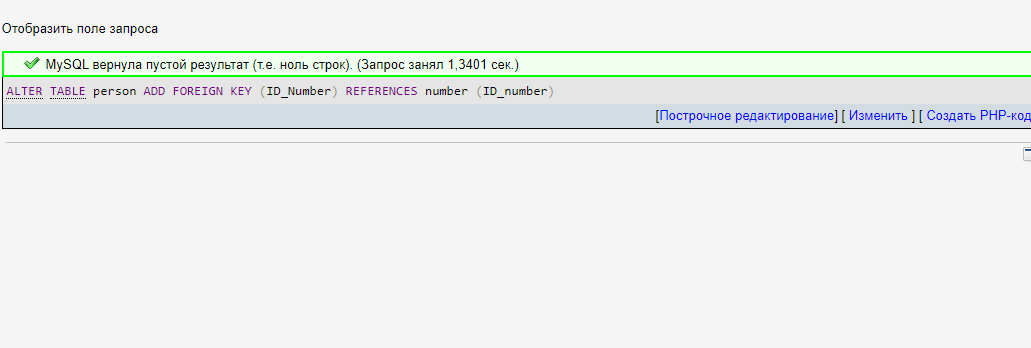 Отобразить поле запроса
MySQL вернула пустой результат (т.е. ноль строк). (Запрос занял 1,3401 сек.)
ALTER TABLE person ADD FOREIGN KEY (ID_Number) REFERENCES number (ID_number)
[Построчное редактирование] [ Изменить ] [ Создать PHP-код